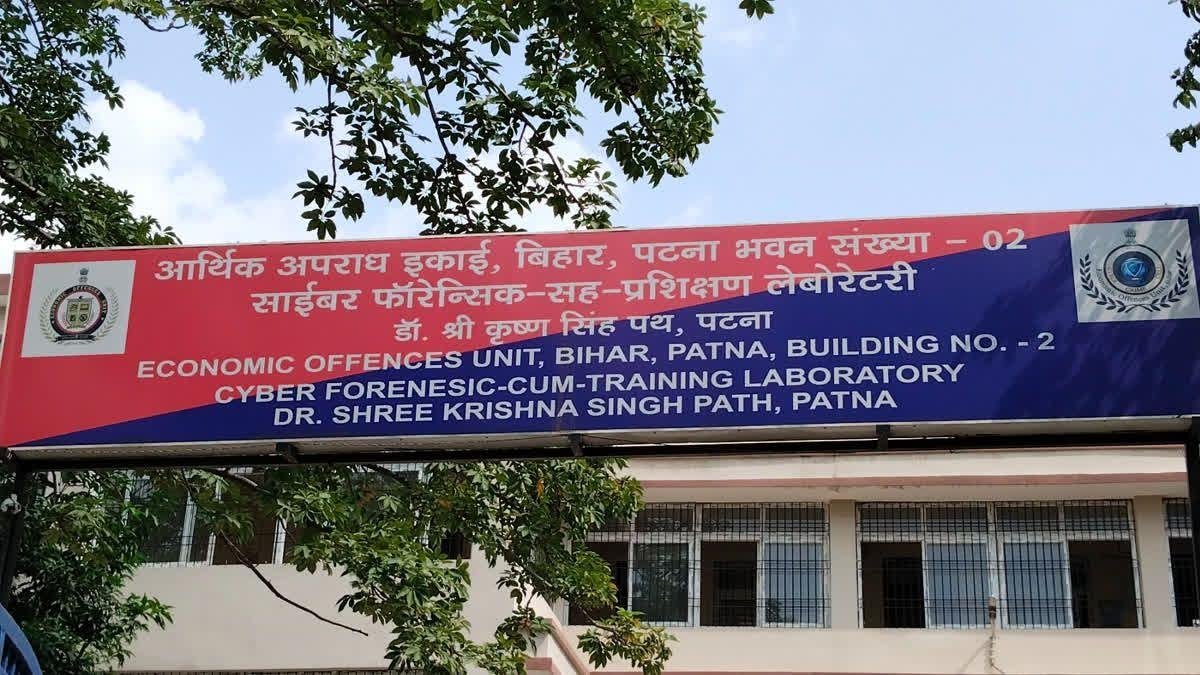 आर्थिक अपराध इकाई, बिहार, पटना भवन संख्या - 02
साईबर फॉरेन्सिक-सह-प्रशिक्षण लेबोरेटरी
डॉ. श्री कृष्ण सिंह पथ, पटना
ECONOMIC OFFENCES UNIT, BIHAR, PATNA, BUILDING NO. - 2
CYBER FORENESIC-CUM-TRAINING LABORATORY
DR. SHREE KRISHNA SINGH PATH, PATNA